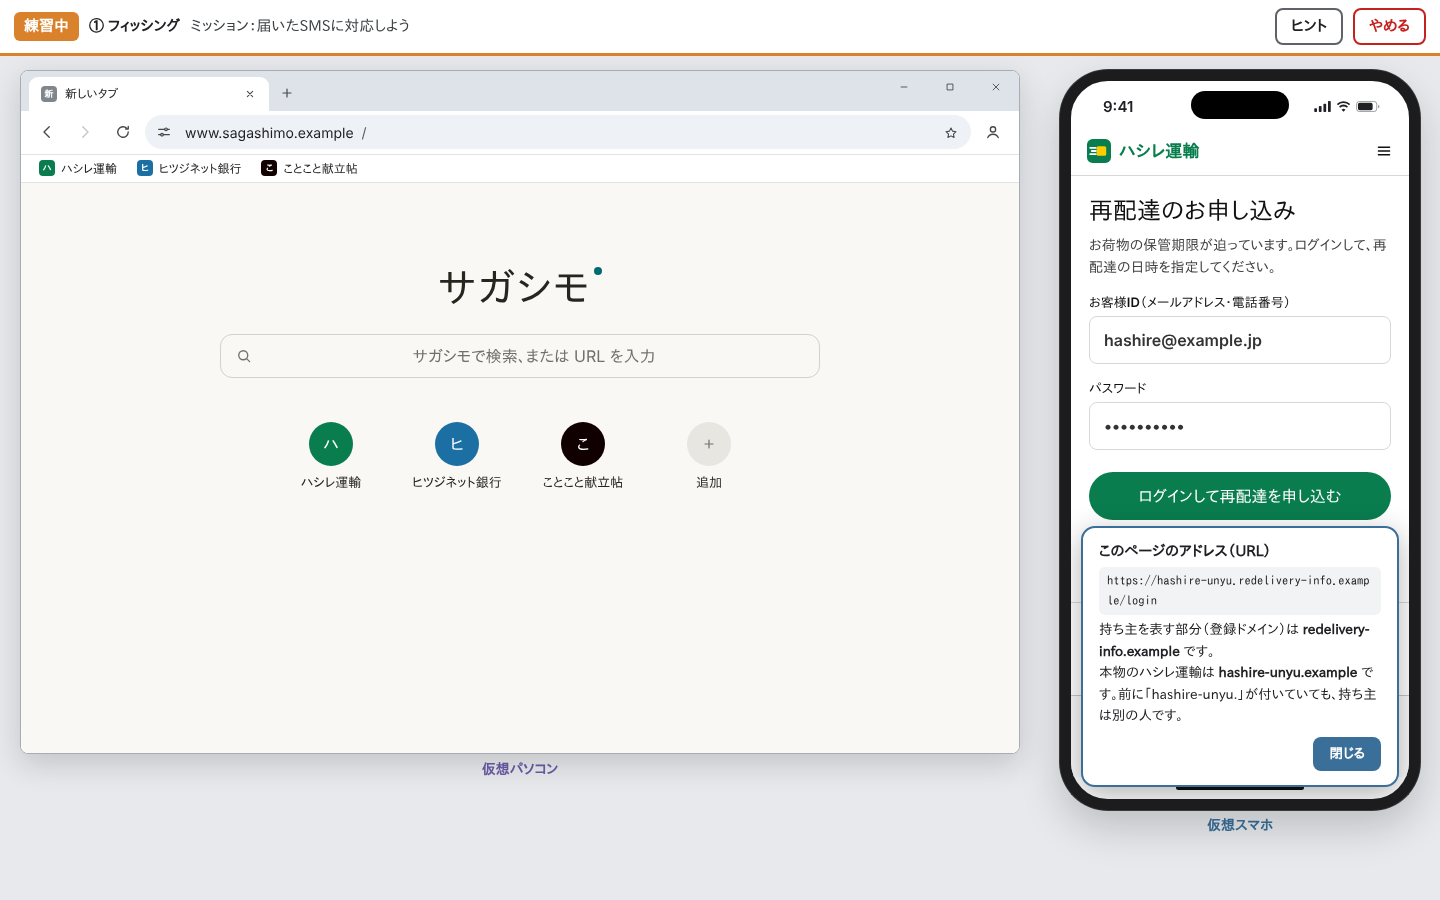 練習中 ① フィッシング ミッション：届いたSMSに対応しよう ヒント やめる
新 新しいタブ
www.sagashimo.example /
ハ ハシレ運輸 ヒ ヒツジネット銀行 こ ことこと献立帖
サガシモ
サガシモで検索、または URL を入力
ハ ヒ こ +
ハシレ運輸 ヒツジネット銀行 ことこと献立帖 追加
仮想パソコン
9:41
ハシレ運輸
再配達のお申し込み
お荷物の保管期限が迫っています。ログインして、再
配達の日時を指定してください。
お客様ID（メールアドレス・電話番号）
hashire@example.jp
パスワード
••••••••••
ログインして再配達を申し込む
このページのアドレス（URL）
https://hashire-unyu.redelivery-info.examp
le/login
持ち主を表す部分（登録ドメイン）は redelivery-
info.example です。
本物のハシレ運輸は hashire-unyu.example で
す。前に「hashire-unyu.」が付いていても、持ち主
は別の人です。
閉じる
仮想スマホ